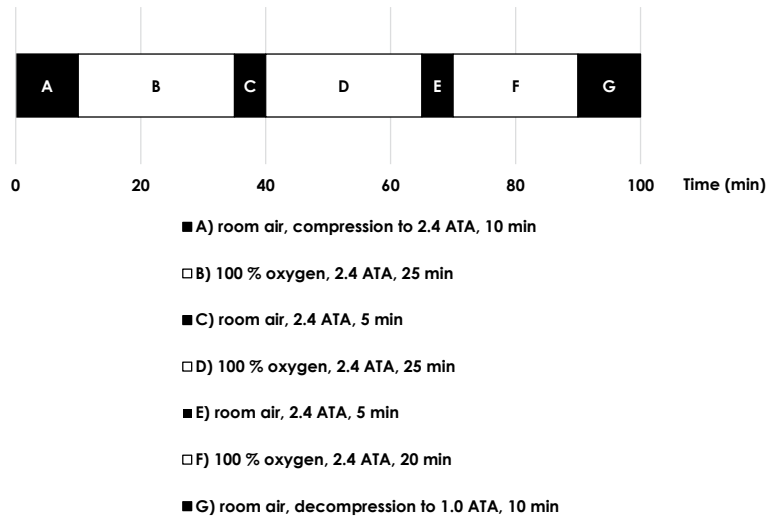 A B C D E F G
0 20 40 60 80 100 Time (min)
A) room air, compression to 2.4 ATA, 10 min
B) 100 % oxygen, 2.4 ATA, 25 min
C) room air, 2.4 ATA, 5 min
D) 100 % oxygen, 2.4 ATA, 25 min
E) room air, 2.4 ATA, 5 min
F) 100 % oxygen, 2.4 ATA, 20 min
G) room air, decompression to 1.0 ATA, 10 min